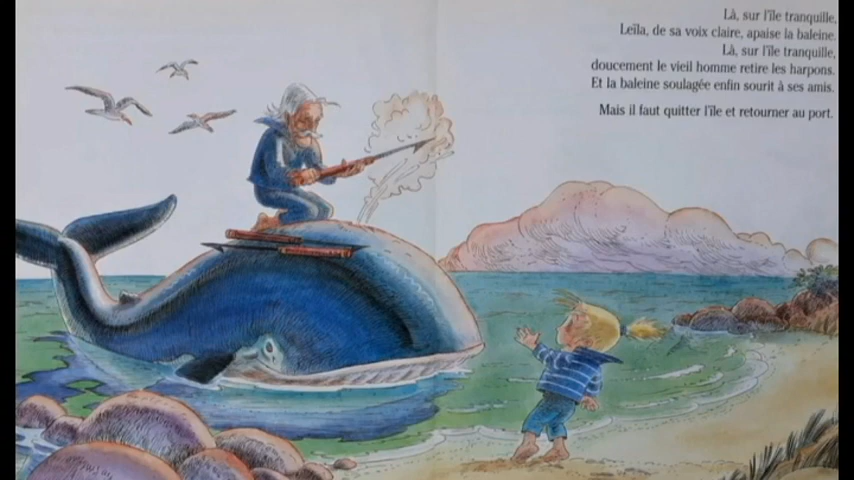 Là, sur l'île tranquille,
Leïla, de sa voix claire, apaise la baleine.
Là, sur l'île tranquille,
doucement le vieil homme retire les harpons.
Et la baleine soulagée enfin sourit à ses amis.
Mais il faut quitter l'île et retourner au port.